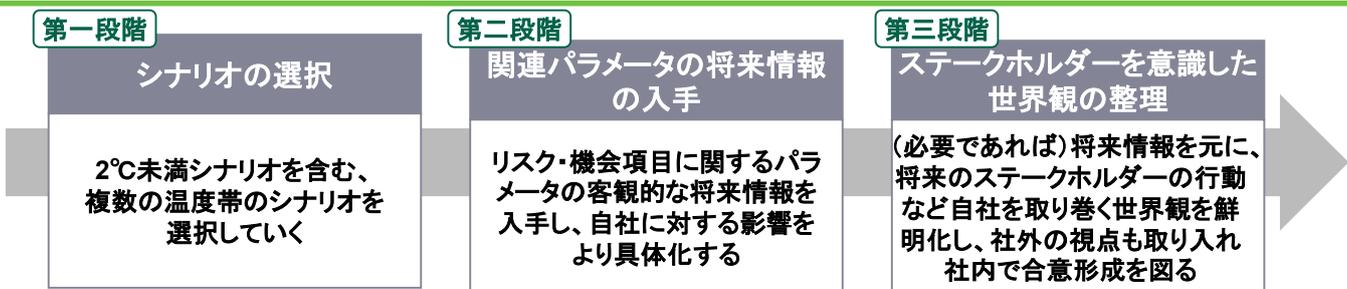 第一段階
シナリオの選択
2℃未満シナリオを含む、
複数の温度帯のシナリオを
選択していく
第二段階
関連パラメータの将来情報
の入手
リスク・機会項目に関するパラ
メータの客観的な将来情報を
入手し、自社に対する影響を
より具体化する
第三段階
ステークホルダーを意識した
世界観の整理
(必要であれば)将来情報を元に、
将来のステークホルダーの行動
など自社を取り巻く世界観を鮮
明化し、社外の視点も取り入れ
社内で合意形成を図る